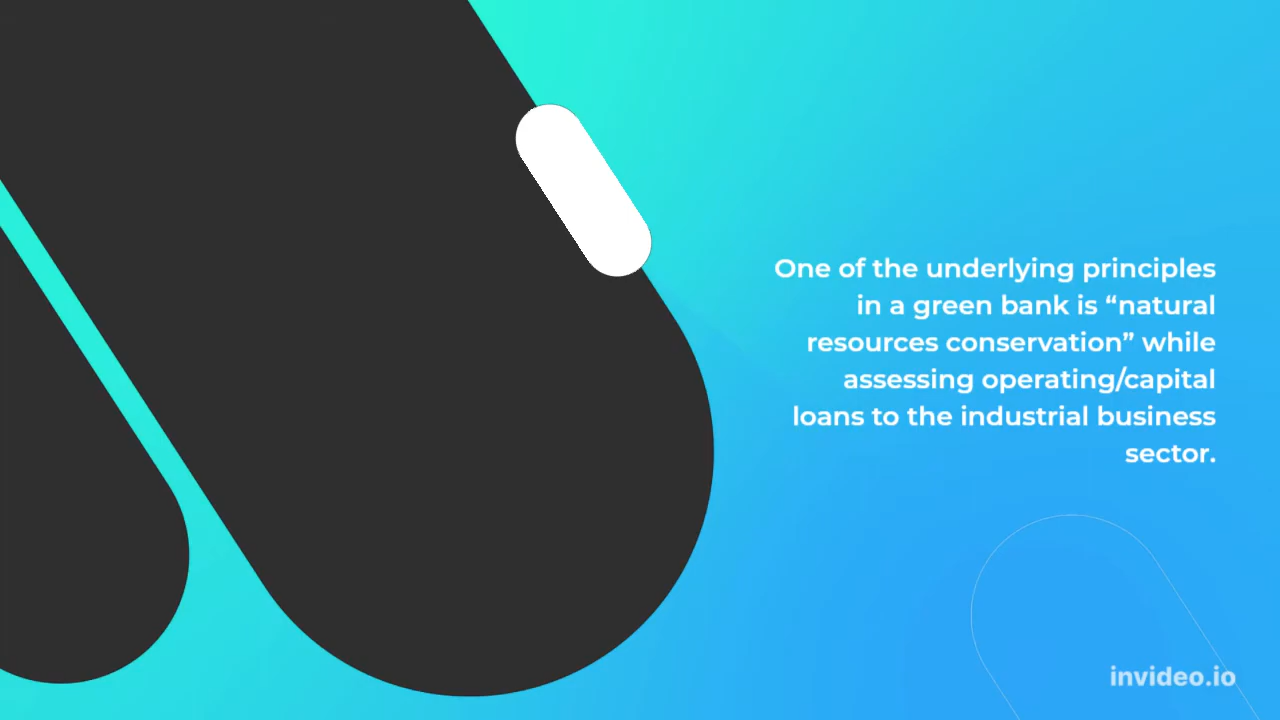 One of the underlying principles
in a green bank is “natural
resources conservation” while
assessing operating/capital
loans to the industrial business
sector.
invideo.io